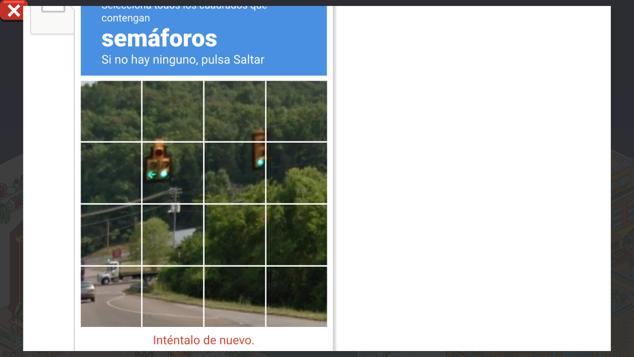 Selecciona todos los cuadrados que
contengan
semáforos
Si no hay ninguno, pulsa Saltar
Inténtalo de nuevo.